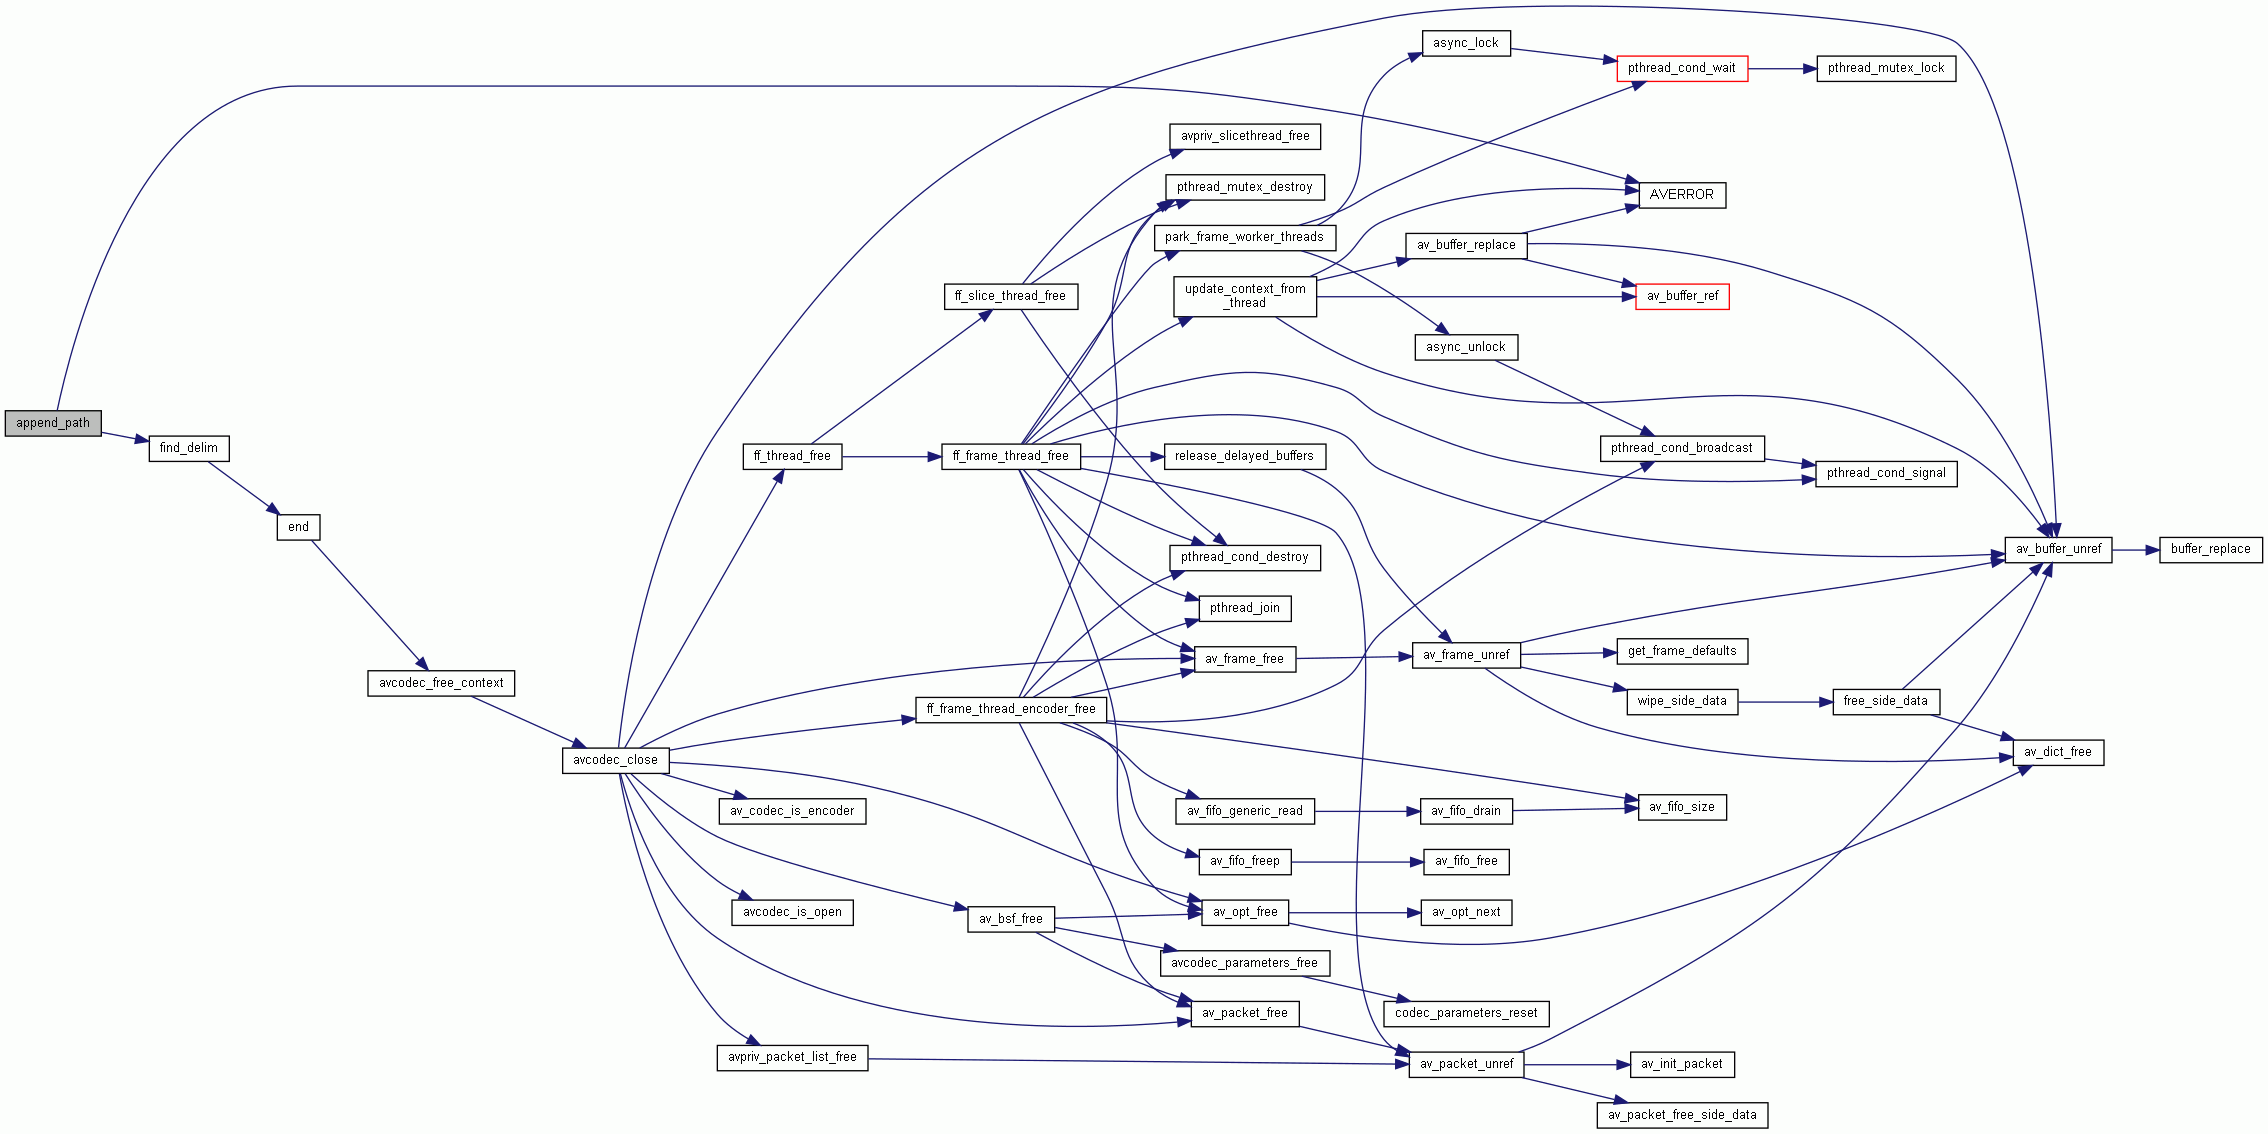 append_path
find_delim
end
avcodec_free_context
avcodec_close
ff_thread_free
av_codec_is_encoder
avcodec_is_open
avpriv_packet_list_free
ff_slice_thread_free
ff_frame_thread_free
ff_frame_thread_encoder_free
av_bsf_free
avpriv_slicethread_free
pthread_mutex_destroy
park_frame_worker_threads
update_context_from
_thread
release_delayed_buffers
pthread_cond_destroy
pthread_join
av_frame_free
av_fifo_generic_read
av_fifo_freep
av_opt_free
avcodec_parameters_free
av_packet_free
async_lock
av_buffer_replace
async_unlock
av_frame_unref
av_fifo_drain
av_fifo_free
av_opt_next
codec_parameters_reset
av_packet_unref
pthread_cond_wait
AVERROR
av_buffer_ref
pthread_cond_broadcast
get_frame_defaults
wipe_side_data
av_fifo_size
av_init_packet
av_packet_free_side_data
pthread_mutex_lock
pthread_cond_signal
free_side_data
av_buffer_unref
av_dict_free
buffer_replace